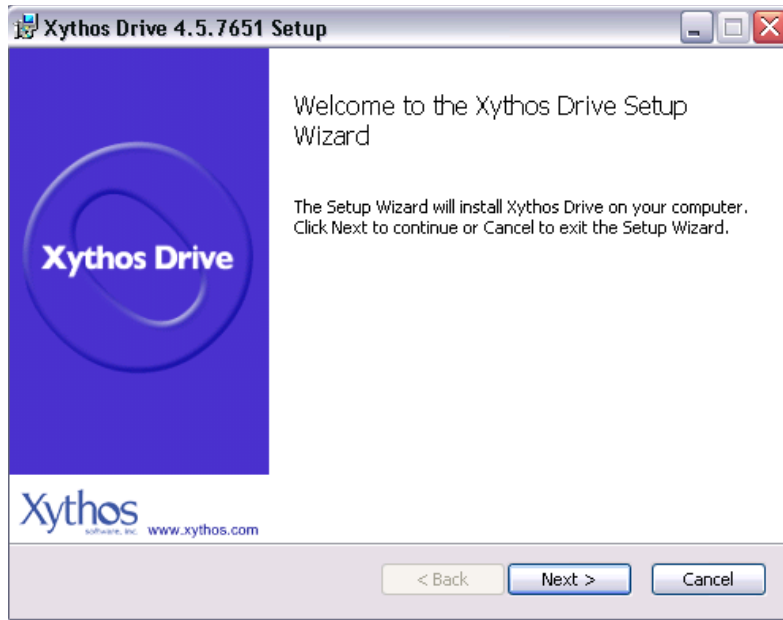 Xythos Drive 4.5.7651 Setup
Welcome to the Xythos Drive Setup
Wizard
The Setup Wizard will install Xythos Drive on your computer.
Click Next to continue or Cancel to exit the Setup Wizard.
Xythos Drive
Xythos
software, inc. www.xythos.com
< Back Next > Cancel